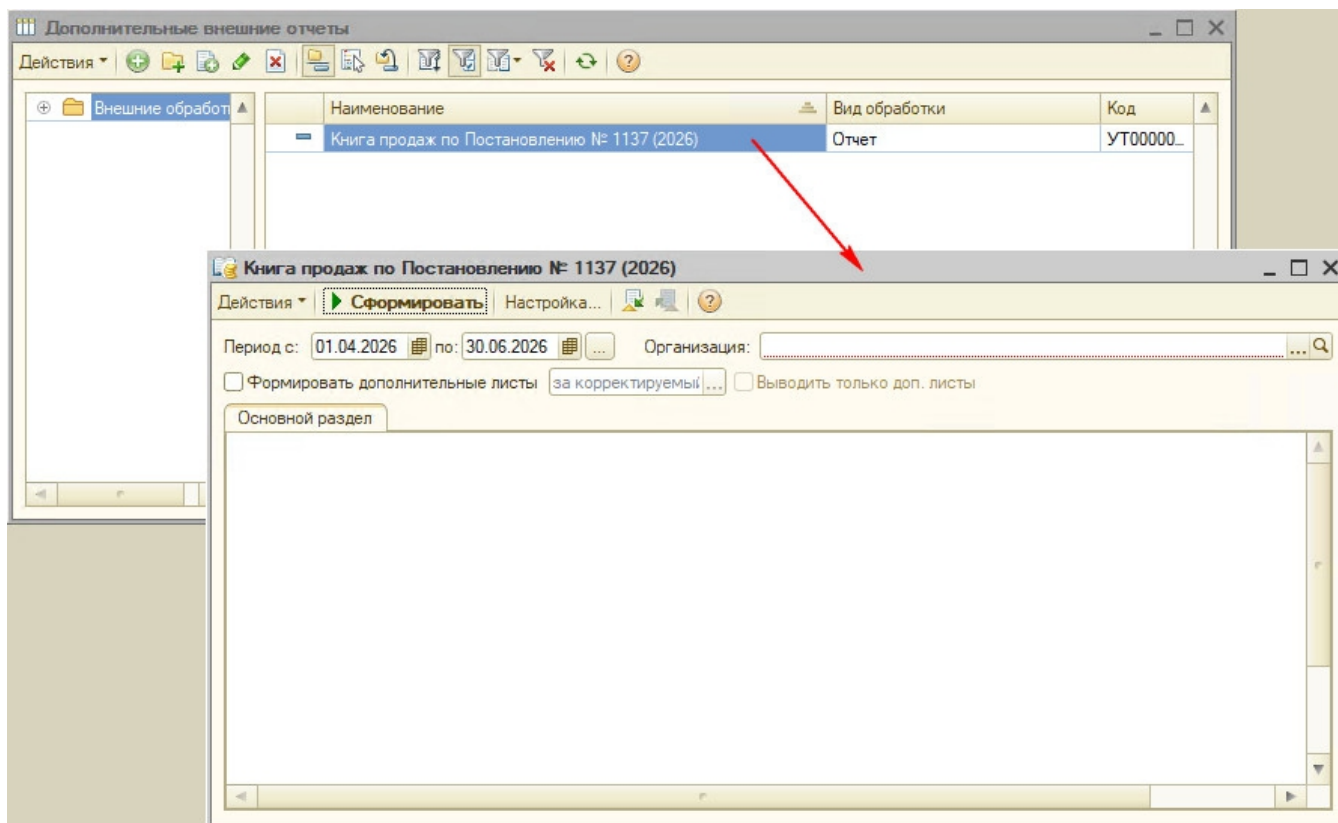 Дополнительные внешние отчеты
Действия
Внешние обработ
Наименование Вид обработки Код
Книга продаж по Постановлению № 1137 (2026) Отчет УТ00000...
Книга продаж по Постановлению № 1137 (2026)
Действия Сформировать Настройка...
Период с: 01.04.2026 по: 30.06.2026 ... Организация: ...
Формировать дополнительные листы за корректируемый ... Выводить только доп. листы
Основной раздел